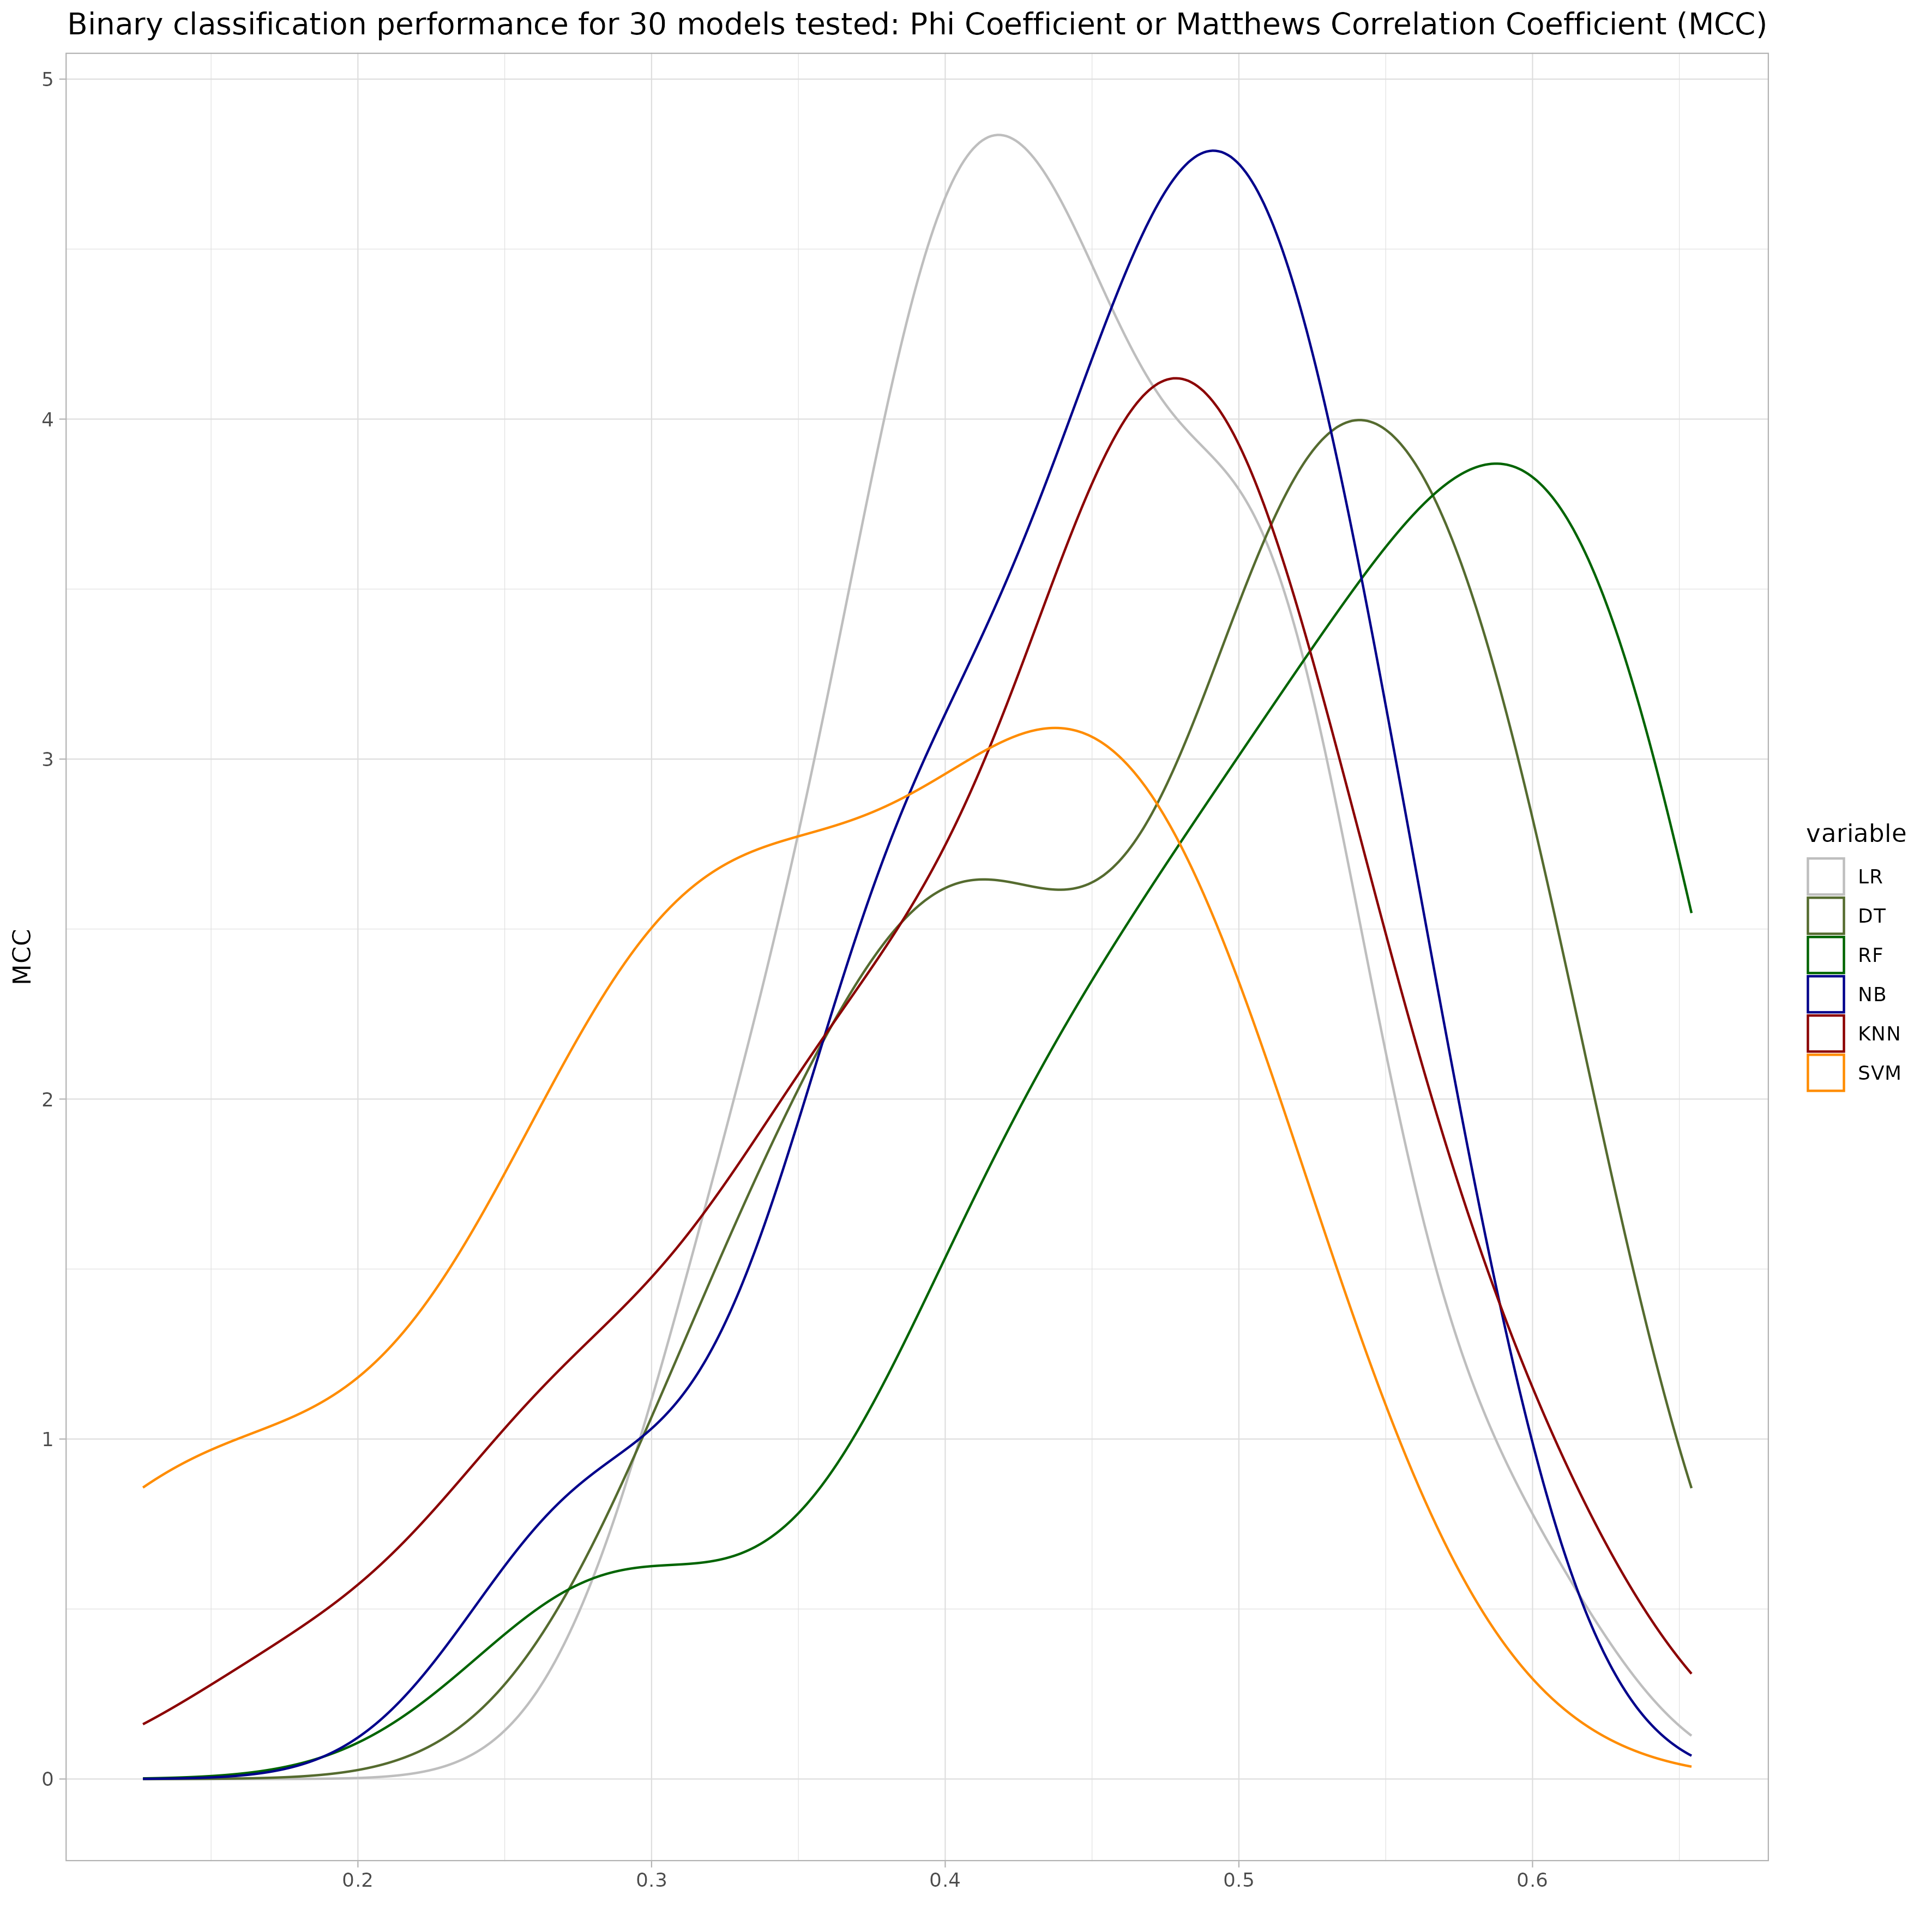 Binary classification performance for 30 models tested: Phi Coefficient or Matthews Correlation Coefficient (MCC)
5
4
3
2
1
0
MCC
0.2 0.3 0.4 0.5 0.6
variable
LR
DT
RF
NB
KNN
SVM